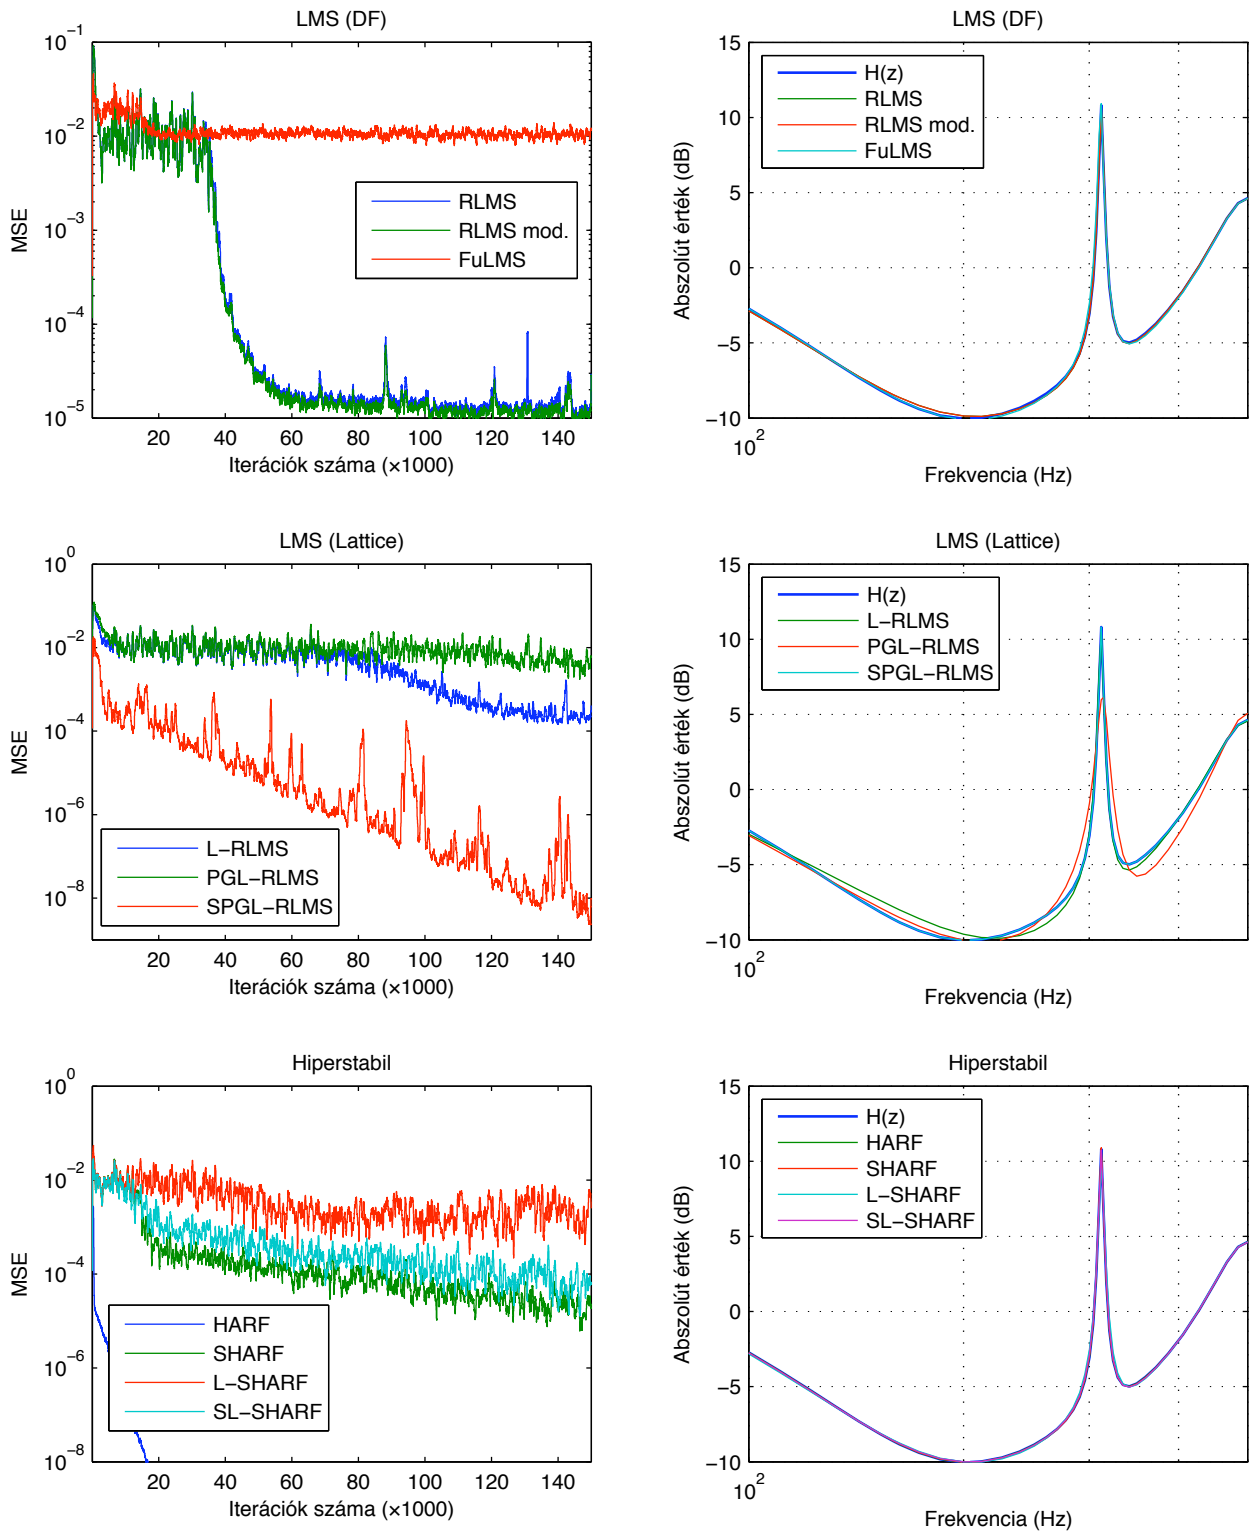 LMS (DF)
10^-1
10^-2
10^-3
10^-4
10^-5
MSE
RLMS
RLMS mod.
FuLMS
20 40 60 80 100 120 140
Iterációk száma (×1000)
LMS (DF)
15
10
5
0
−5
−10
Abszolút érték (dB)
H(z)
RLMS
RLMS mod.
FuLMS
10^2
Frekvencia (Hz)
LMS (Lattice)
10^0
10^-2
10^-4
10^-6
10^-8
MSE
L−RLMS
PGL−RLMS
SPGL−RLMS
20 40 60 80 100 120 140
Iterációk száma (×1000)
LMS (Lattice)
15
10
5
0
−5
−10
Abszolút érték (dB)
H(z)
L−RLMS
PGL−RLMS
SPGL−RLMS
10^2
Frekvencia (Hz)
Hiperstabil
10^0
10^-2
10^-4
10^-6
10^-8
MSE
HARF
SHARF
L−SHARF
SL−SHARF
20 40 60 80 100 120 140
Iterációk száma (×1000)
Hiperstabil
15
10
5
0
−5
−10
Abszolút érték (dB)
H(z)
HARF
SHARF
L−SHARF
SL−SHARF
10^2
Frekvencia (Hz)